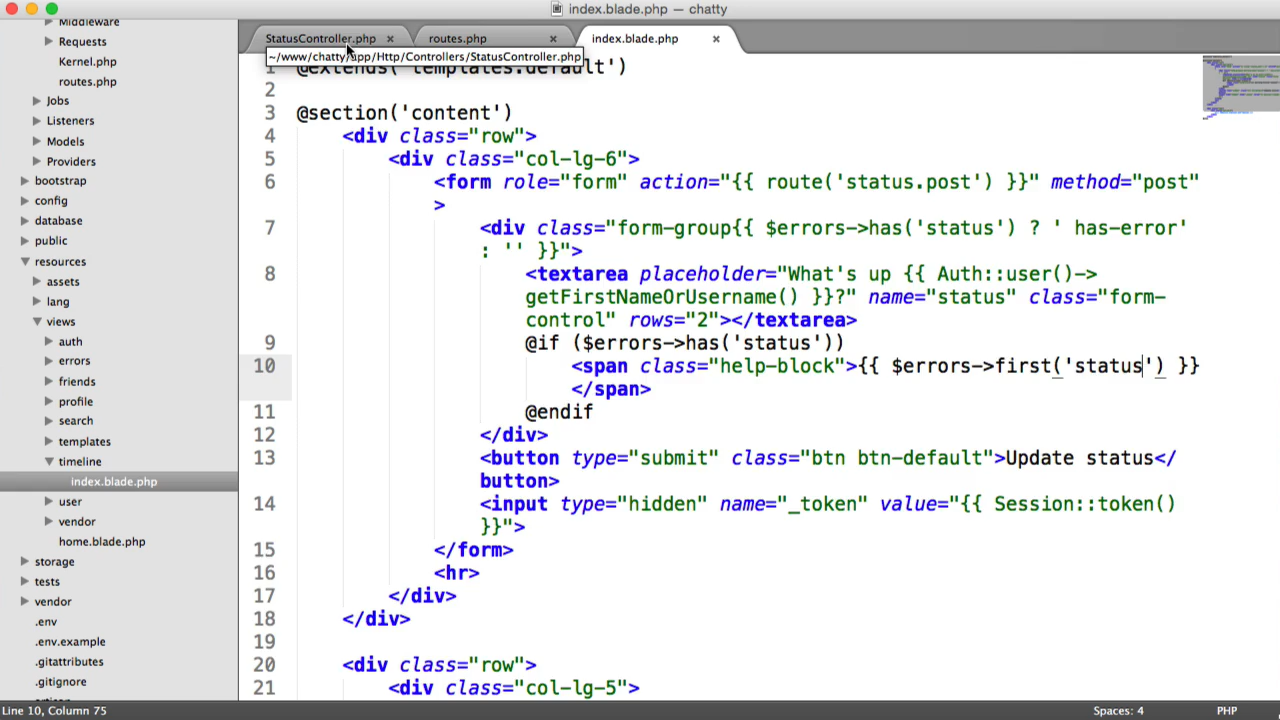 index.blade.php — chatty
StatusController.php × routes.php × index.blade.php ×
~/www/chatty/app/Http/Controllers/StatusController.php
Middleware
Requests
Kernel.php
routes.php
Jobs
Listeners
Models
Providers
bootstrap
config
database
public
resources
assets
lang
views
auth
errors
friends
profile
search
templates
timeline
index.blade.php
user
vendor
home.blade.php
storage
tests
vendor
.env
.env.example
.gitattributes
.gitignore
1 @extends('templates.default')
2
3 @section('content')
4 <div class="row">
5 <div class="col-lg-6">
6 <form role="form" action="{{ route('status.post') }}" method="post"
>
7 <div class="form-group{{ $errors->has('status') ? ' has-error'
: '' }}">
8 <textarea placeholder="What's up {{ Auth::user()->
getFirstNameOrUsername() }}?" name="status" class="form-
control" rows="2"></textarea>
9 @if ($errors->has('status'))
10 <span class="help-block">{{ $errors->first('status') }}
</span>
11 @endif
12 </div>
13 <button type="submit" class="btn btn-default">Update status</
button>
14 <input type="hidden" name="_token" value="{{ Session::token()
}}">
15 </form>
16 <hr>
17 </div>
18 </div>
19
20 <div class="row">
21 <div class="col-lg-5">
Line 10, Column 75 Spaces: 4 PHP